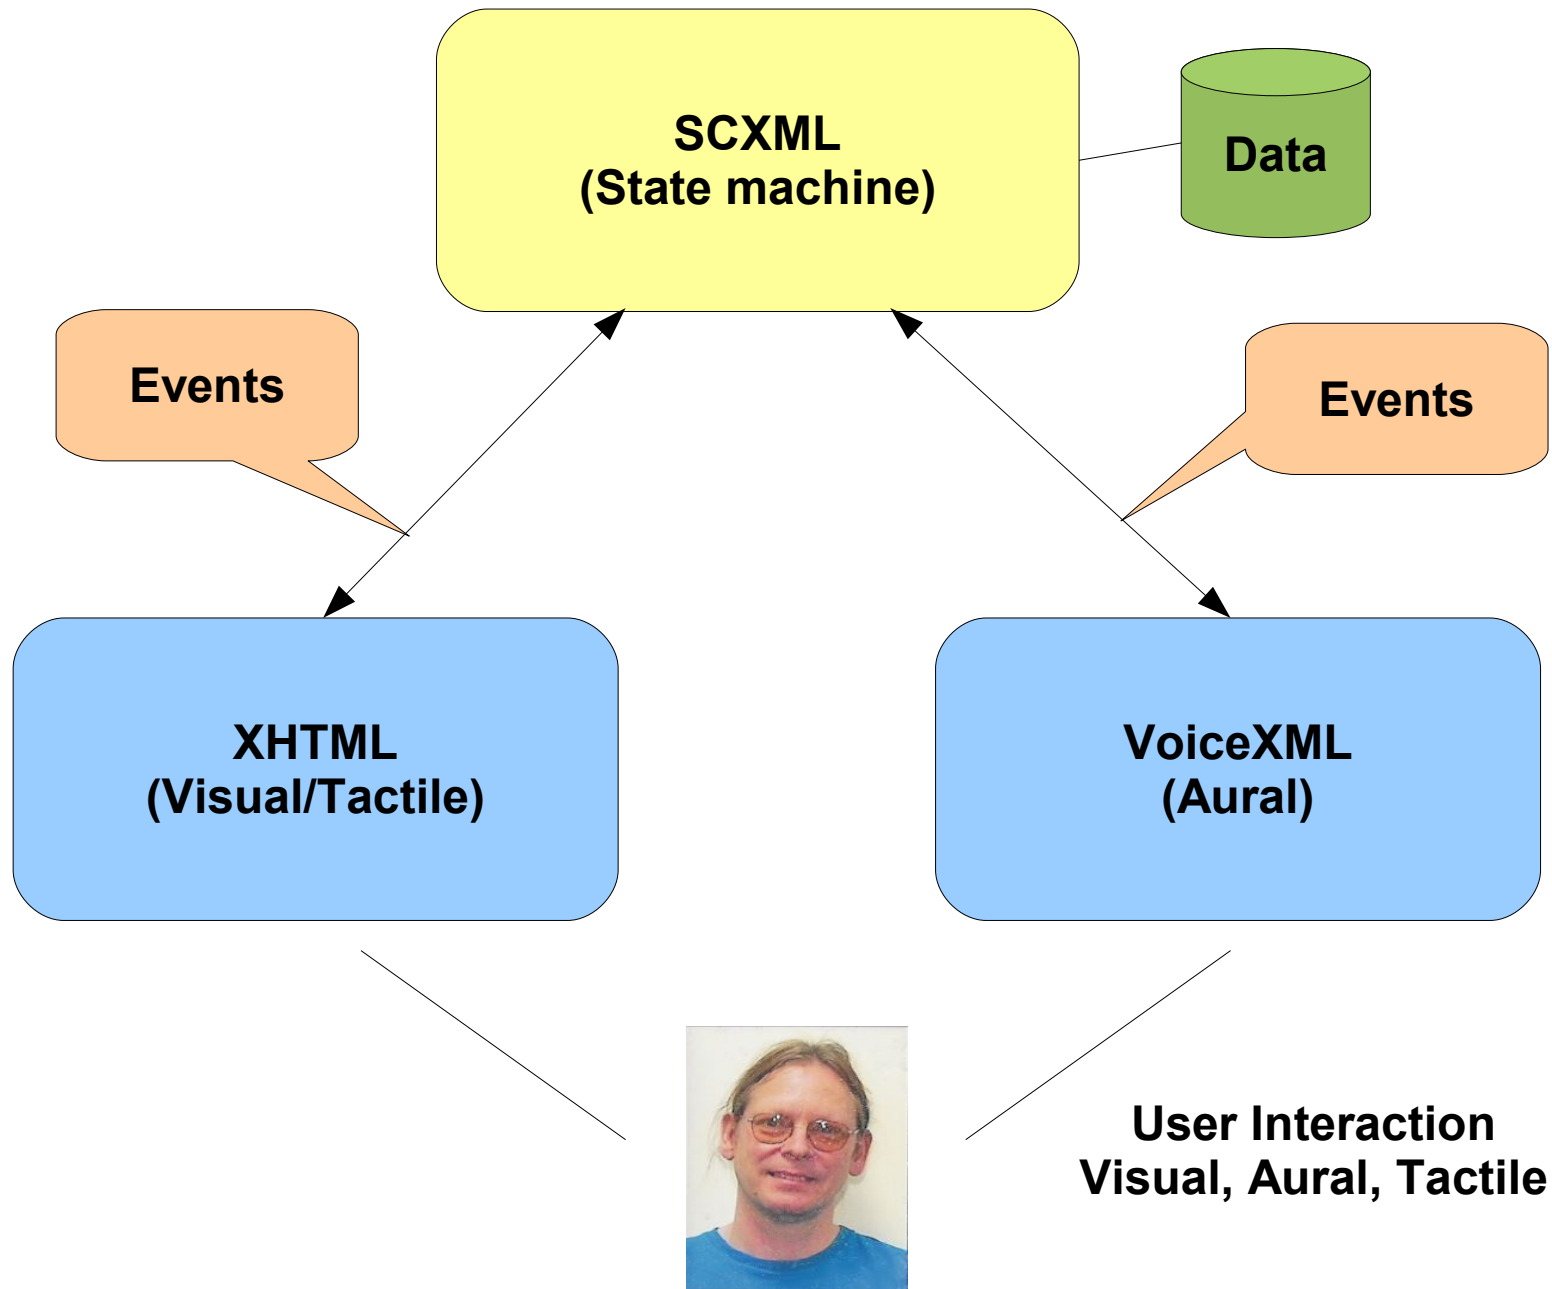 SCXML
(State machine)
Data
Events
Events
XHTML
(Visual/Tactile)
VoiceXML
(Aural)
User Interaction
Visual, Aural, Tactile